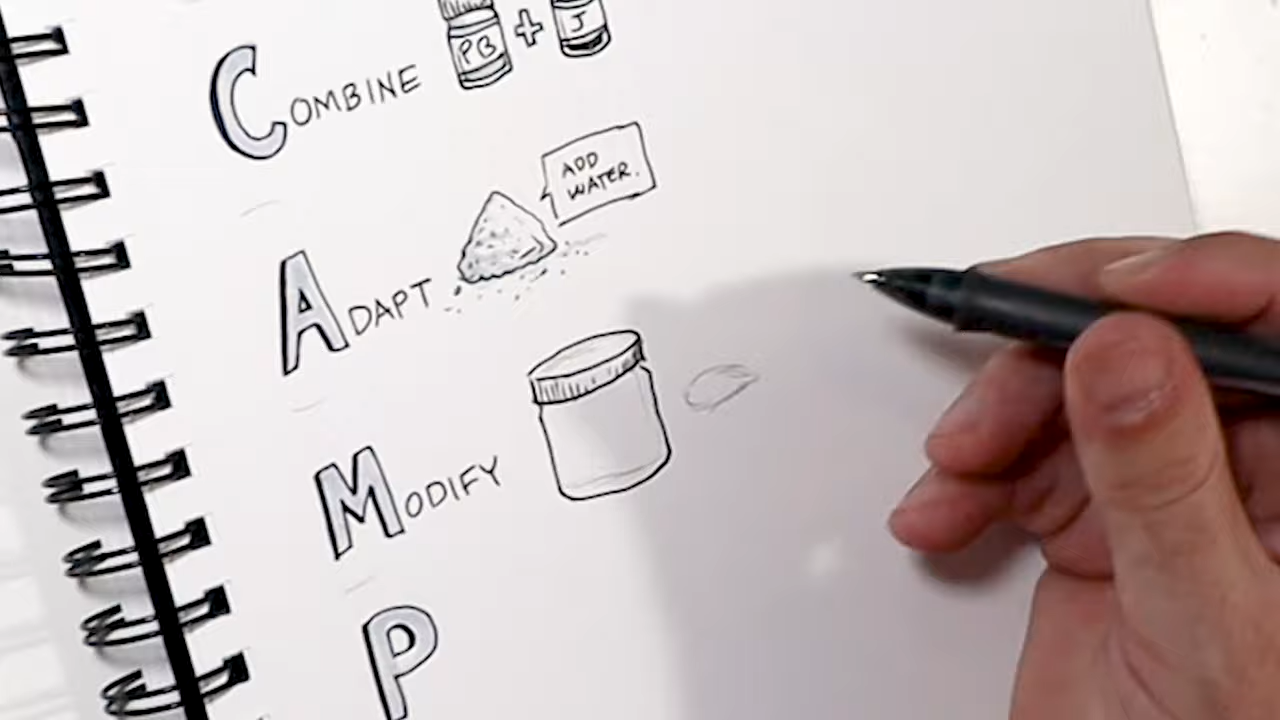 COMBINE PB + J
ADD
WATER.
ADAPT
MODIFY
P